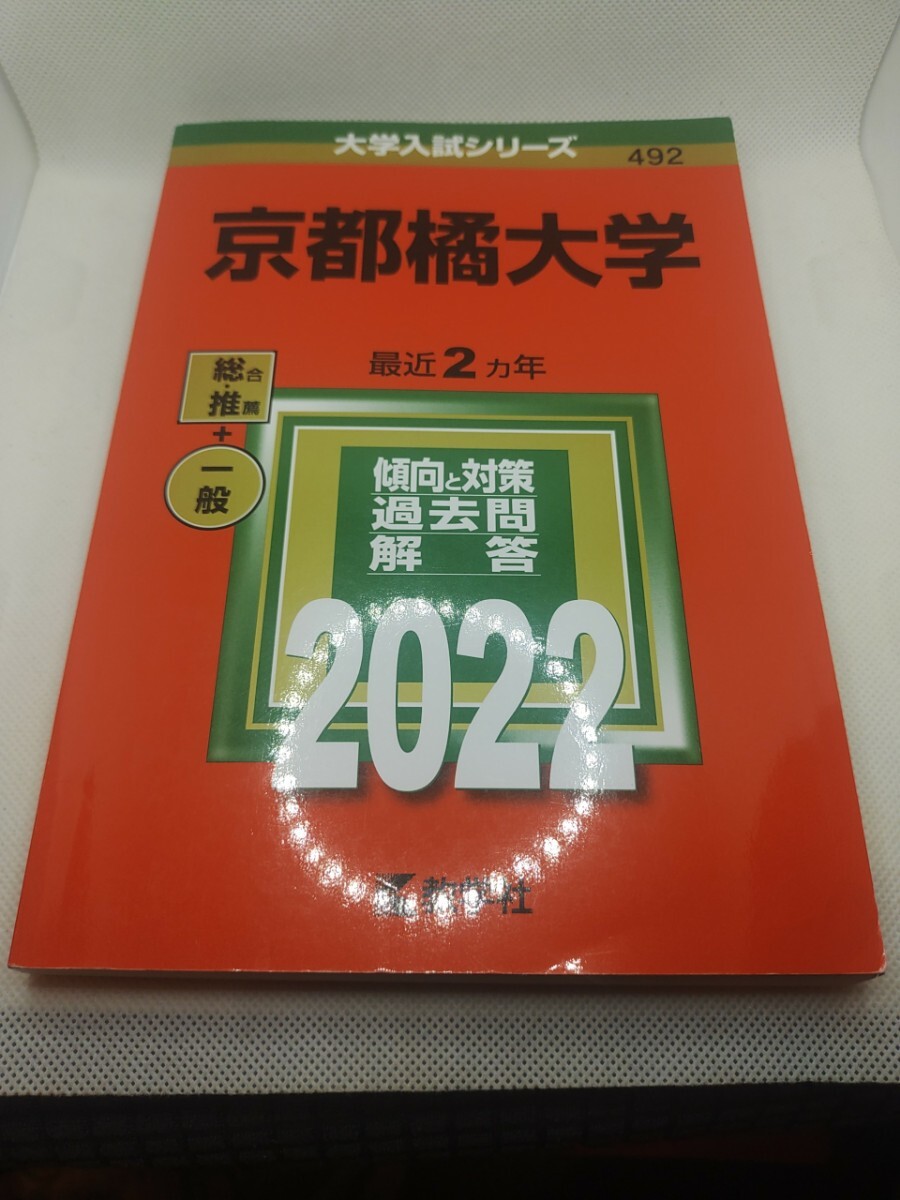 大学入試シリーズ
492
京都橘大学
最近2ヵ年
総合・
推薦
+
一般
傾向と対策
過去問
解答
2022
教学社